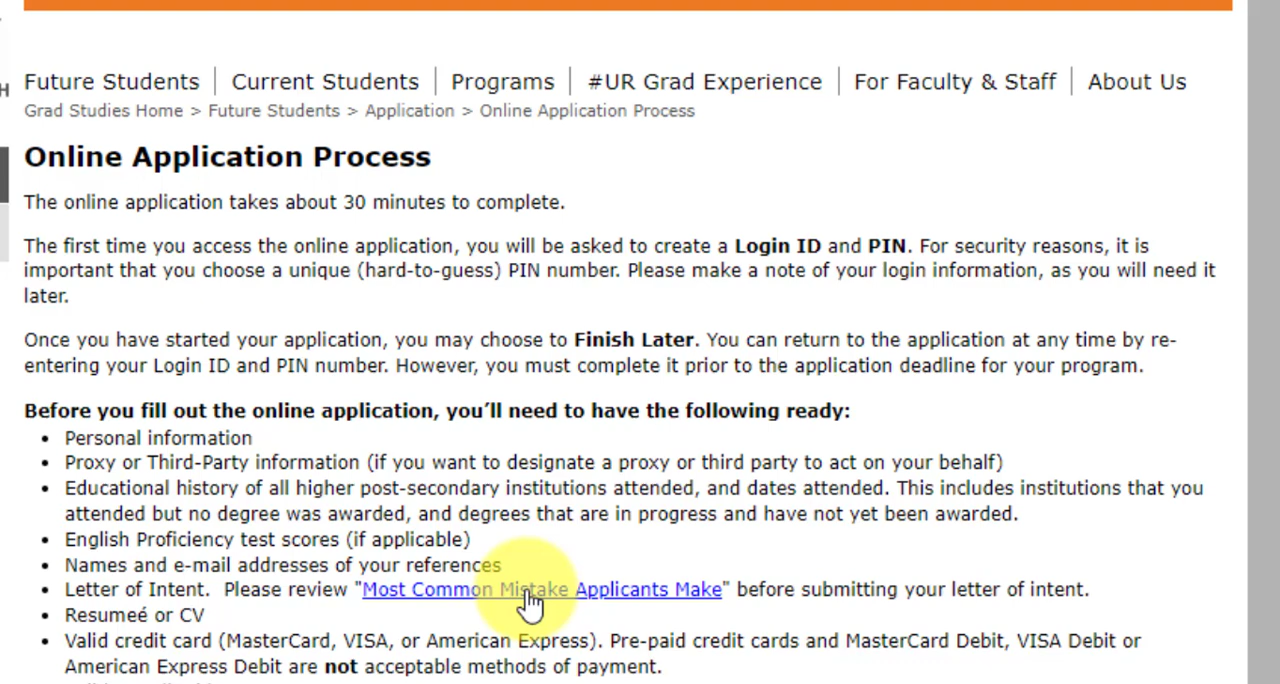 H
Future Students | Current Students | Programs | #UR Grad Experience | For Faculty & Staff | About Us
Grad Studies Home > Future Students > Application > Online Application Process
Online Application Process
The online application takes about 30 minutes to complete.
The first time you access the online application, you will be asked to create a Login ID and PIN. For security reasons, it is
important that you choose a unique (hard-to-guess) PIN number. Please make a note of your login information, as you will need it
later.
Once you have started your application, you may choose to Finish Later. You can return to the application at any time by re-
entering your Login ID and PIN number. However, you must complete it prior to the application deadline for your program.
Before you fill out the online application, you’ll need to have the following ready:
• Personal information
• Proxy or Third-Party information (if you want to designate a proxy or third party to act on your behalf)
• Educational history of all higher post-secondary institutions attended, and dates attended. This includes institutions that you
attended but no degree was awarded, and degrees that are in progress and have not yet been awarded.
• English Proficiency test scores (if applicable)
• Names and e-mail addresses of your references
• Letter of Intent.  Please review "Most Common Mistake Applicants Make" before submitting your letter of intent.
• Resumeé or CV
• Valid credit card (MasterCard, VISA, or American Express). Pre-paid credit cards and MasterCard Debit, VISA Debit or
American Express Debit are not acceptable methods of payment.